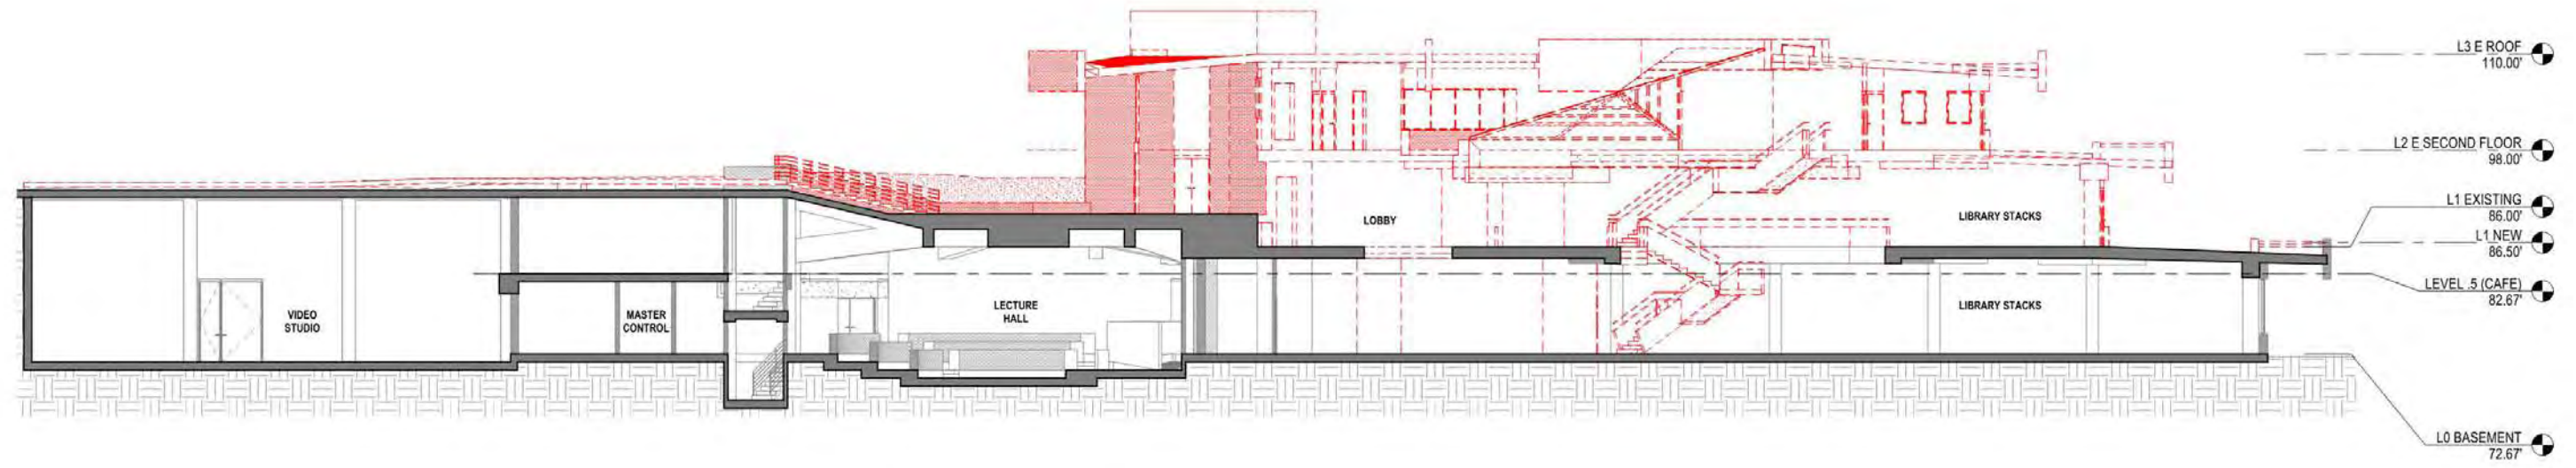 L3 E ROOF
110.00'
L2 E SECOND FLOOR
98.00'
L1 EXISTING
86.00'
L1 NEW
86.50'
LEVEL .5 (CAFE)
82.67'
L0 BASEMENT
72.67'
LOBBY
LIBRARY STACKS
VIDEO
STUDIO
MASTER
CONTROL
LECTURE
HALL
LIBRARY STACKS